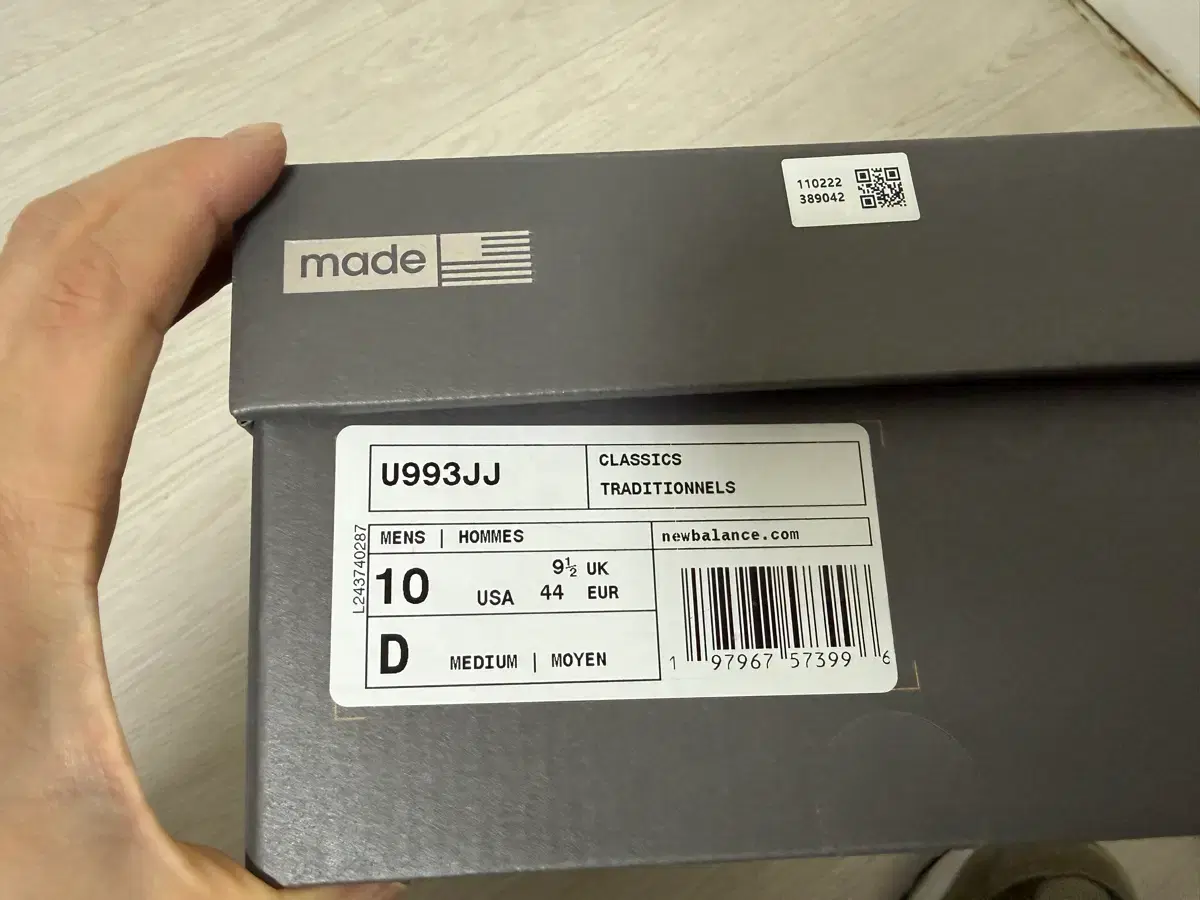 110222
389042
made
U993JJ
CLASSICS
TRADITIONNELS
MENS | HOMMES
newbalance.com
L243740287
10 USA
9½ UK
44 EUR
D MEDIUM | MOYEN
1 97967 57399 6